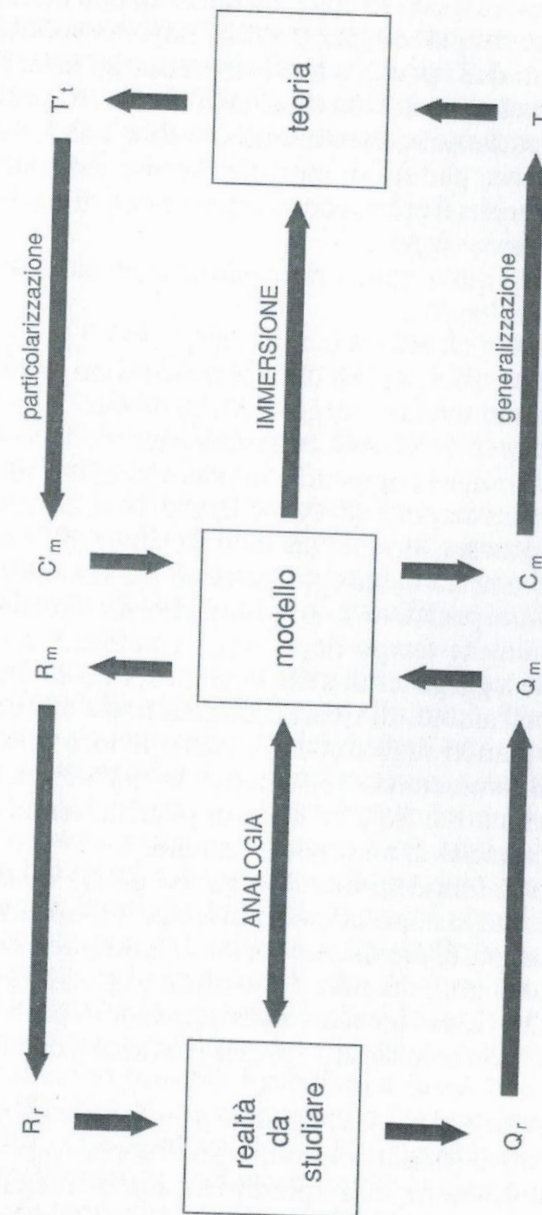 particolarizzazione
R_r
R_m
C'_m
T'_t
realtà
da
studiare
ANALOGIA
modello
IMMERSIONE
teoria
generalizzazione
Q_r
Q_m
C_m
T_t